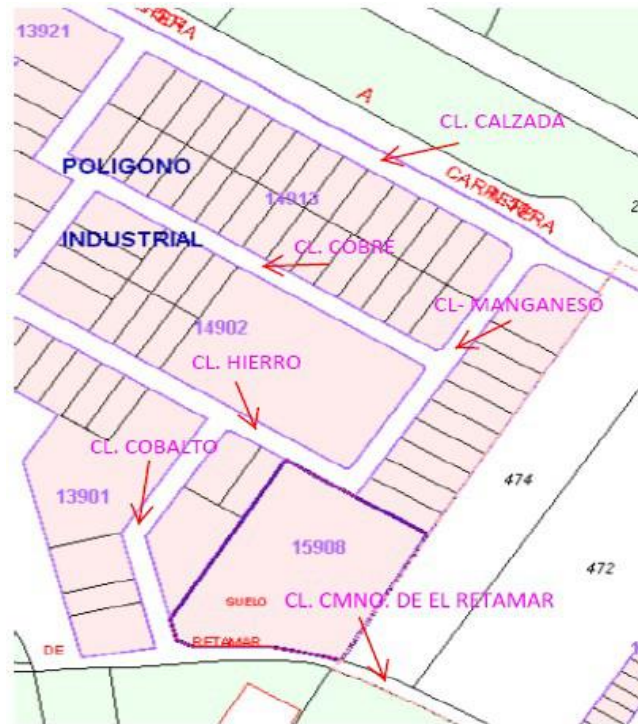 13921
A
CL. CALZADA
POLIGONO
CARRETERA
14913
INDUSTRIAL
CL. COBRE
CL- MANGANESO
14902
CL. HIERRO
CL. COBALTO
474
13901
15908
472
SUELO
CL. CMNO. DE EL RETAMAR
DE
RETAMAR